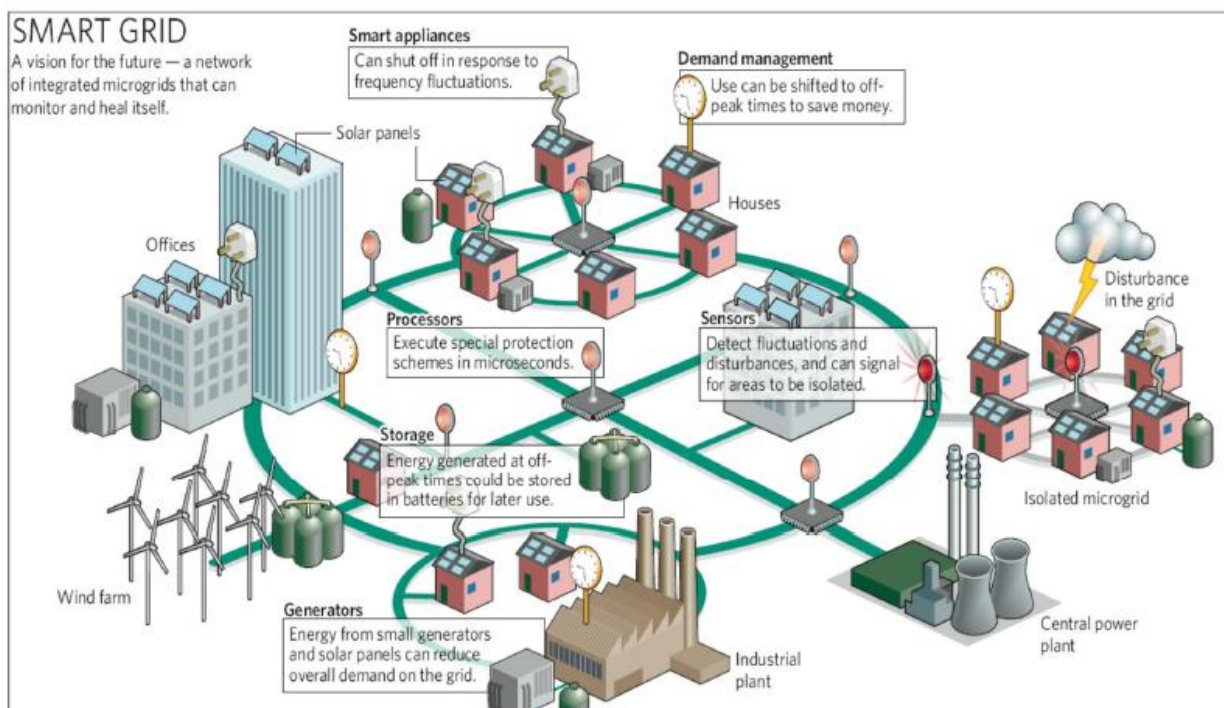 SMART GRID
A vision for the future — a network
of integrated microgrids that can
monitor and heal itself.
Smart appliances
Can shut off in response to
frequency fluctuations.
Demand management
Use can be shifted to off-
peak times to save money.
Solar panels
Houses
Offices
Disturbance
in the grid
Processors
Execute special protection
schemes in microseconds.
Sensors
Detect fluctuations and
disturbances, and can signal
for areas to be isolated.
Storage
Energy generated at off-
peak times could be stored
in batteries for later use.
Isolated microgrid
Wind farm
Generators
Energy from small generators
and solar panels can reduce
overall demand on the grid.
Industrial
plant
Central power
plant